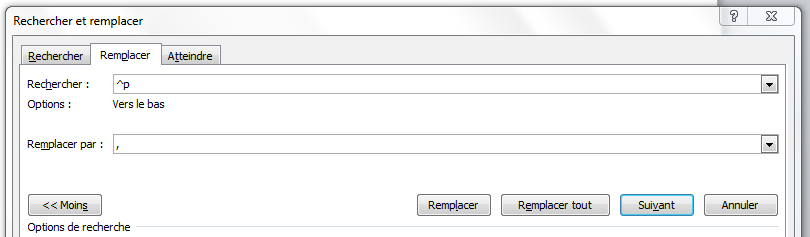 Rechercher et remplacer
Rechercher Remplacer Atteindre
Rechercher : ^p
Options : Vers le bas
Remplacer par : ,
<< Moins Remplacer Remplacer tout Suivant Annuler
Options de recherche